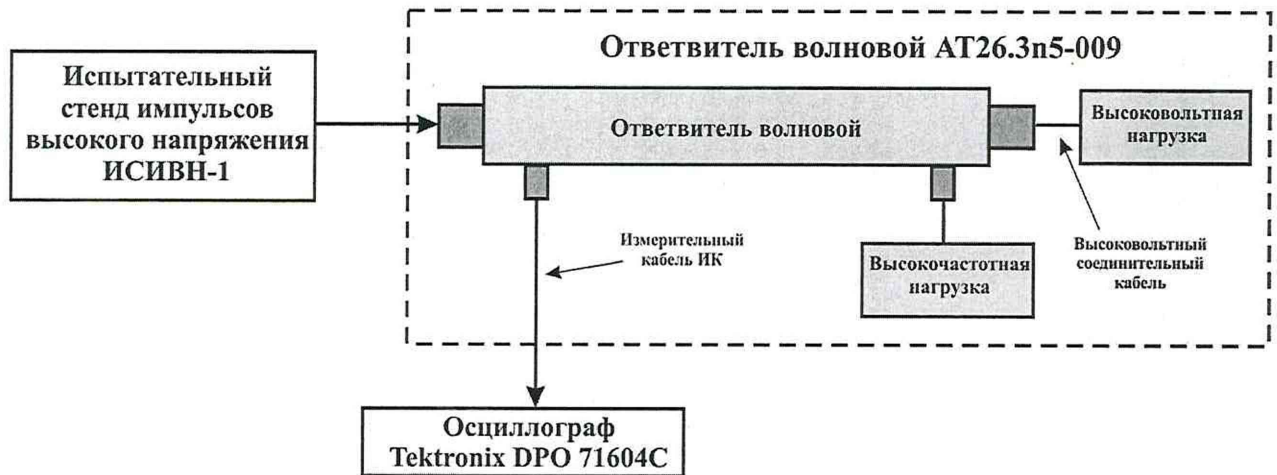 Ответвитель волновой АТ26.3п5-009
Испытательный
стенд импульсов
высокого напряжения
ИСИВН-1
Ответвитель волновой
Высоковольтная
нагрузка
Измерительный
кабель ИК
Высокочастотная
нагрузка
Высоковольтный
соединительный
кабель
Осциллограф
Tektronix DPO 71604C